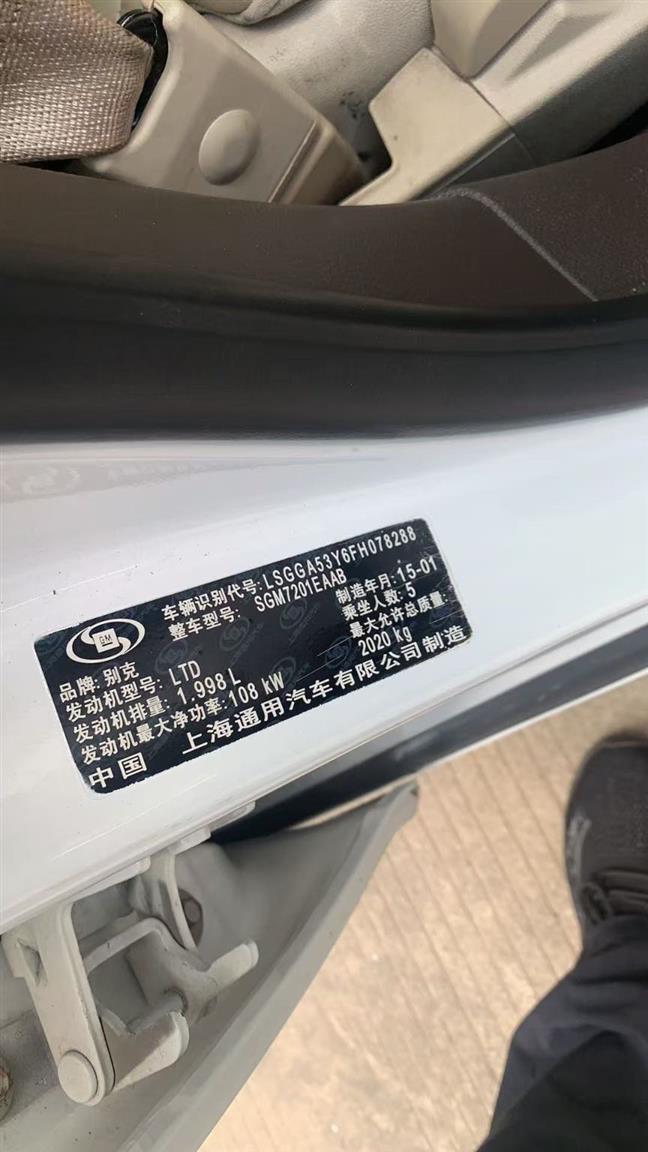 GM
车辆识别代号:LSGGA53Y6FH078288
整车型号: SGM7201EAAB
制造年月:15-01
品牌: 别克
乘坐人数:5
发动机型号: LTD
最大允许总质量:
发动机排量: 1.998 L
2020 kg
发动机最大净功率:108 kW
中国 上海通用汽车有限公司制造